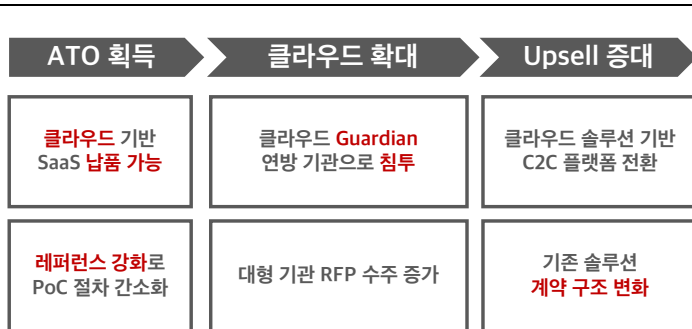 ATO 획득
클라우드 확대
Upsell 증대
클라우드 기반
SaaS 납품 가능
클라우드 Guardian
연방 기관으로 침투
클라우드 솔루션 기반
C2C 플랫폼 전환
레퍼런스 강화로
PoC 절차 간소화
대형 기관 RFP 수주 증가
기존 솔루션
계약 구조 변화